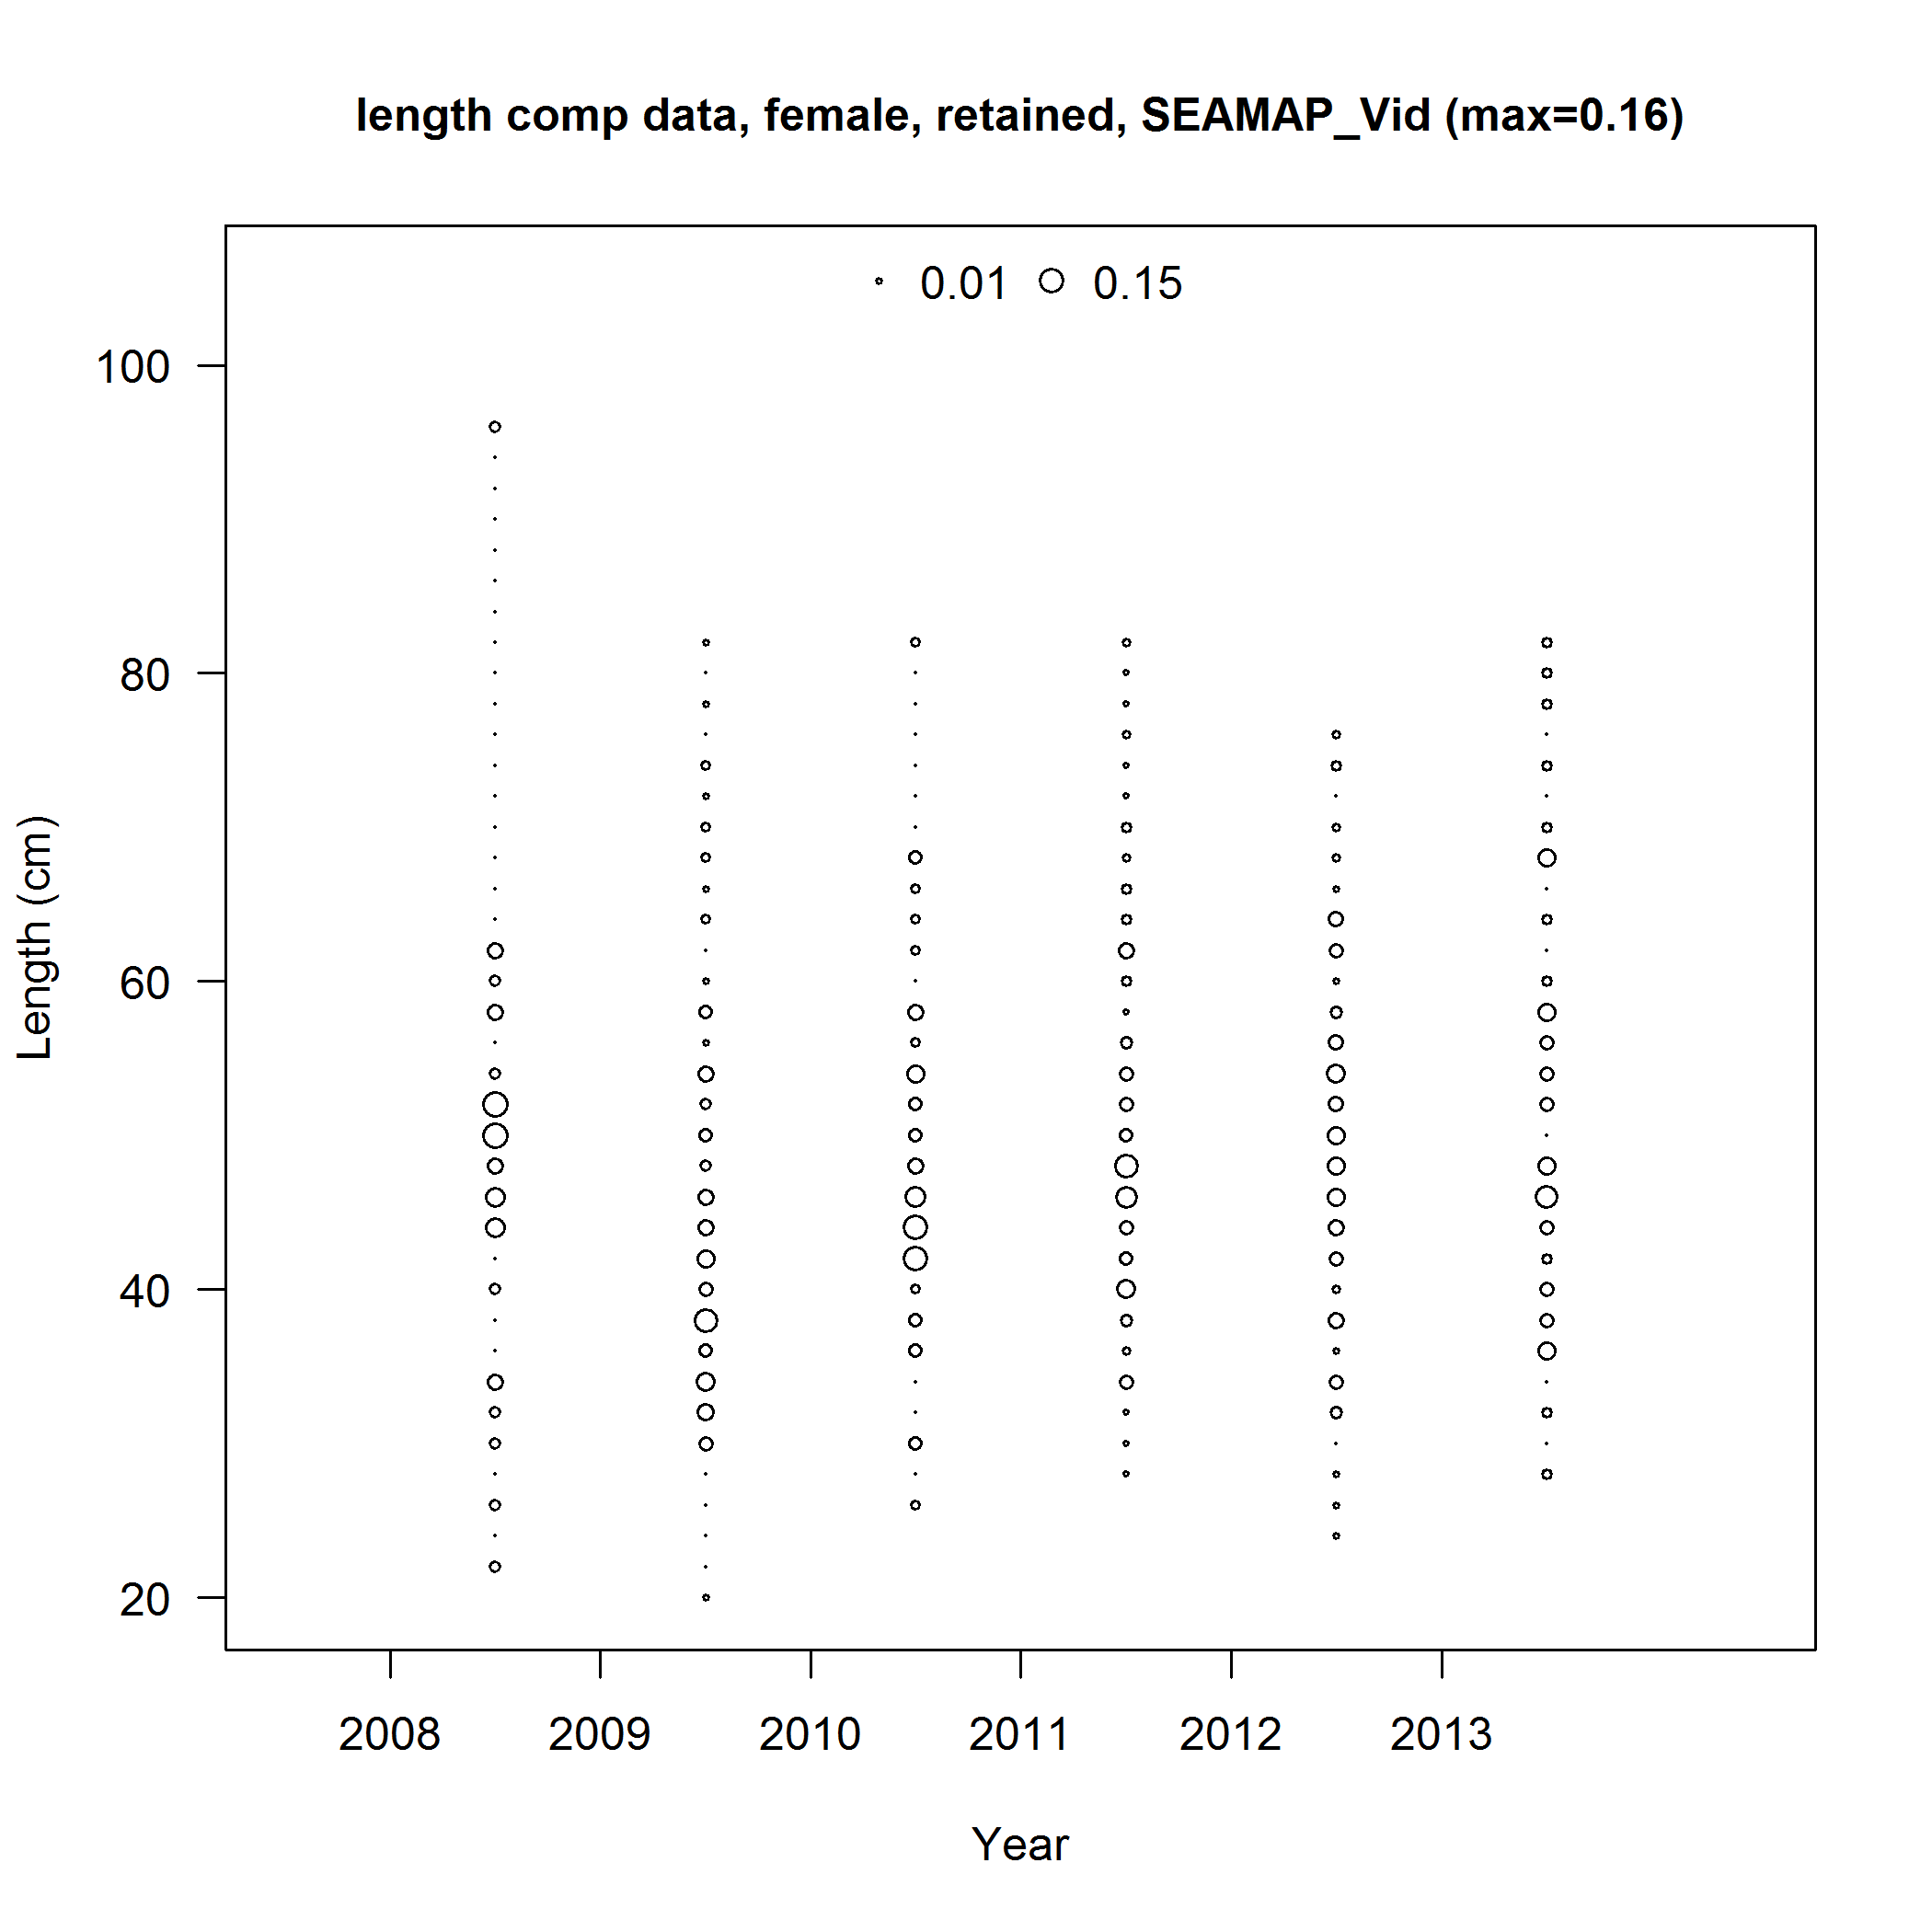 length comp data, female, retained, SEAMAP_Vid (max=0.16)
0.01 0.15
100
80
60
40
20
Length (cm)
2008 2009 2010 2011 2012 2013
Year